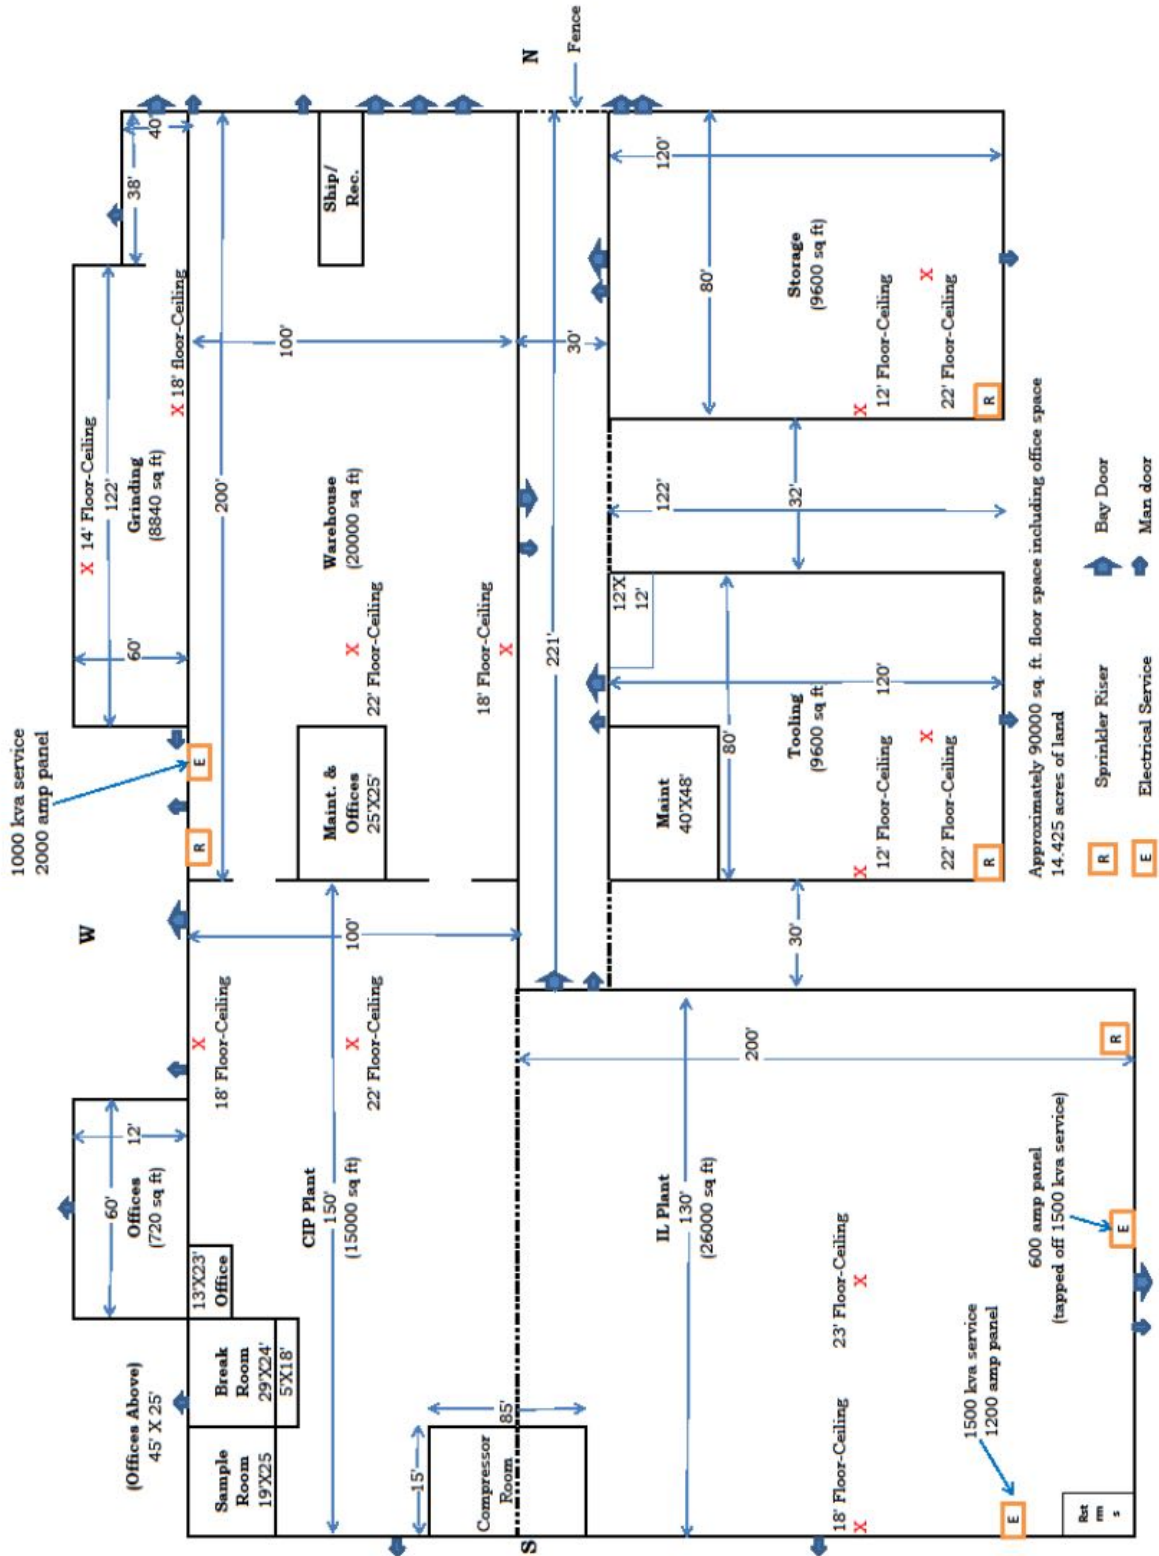 1000 kva service
2000 amp panel
W
(Offices Above)
45' X 25'
Sample
Room
19'X25
Break
Room
29'X24'
5'X18'
13'X23'
Office
60'
Offices
(720 sq ft)
12'
18' Floor-Ceiling
X
22' Floor-Ceiling
X
CIP Plant
150'
(15000 sq ft)
100'
15'
85'
Compressor
Room
S
R
E
60'
X 14' Floor-Ceiling
122'
Grinding
(8840 sq ft)
X 18' floor-Ceiling
38'
40'
200'
Warehouse
(20000 sq ft)
100'
Maint. &
Offices
25'X25'
X
22' Floor-Ceiling
18' Floor-Ceiling
X
Ship/
Rec.
N
Fence
221'
30'
IL Plant
130'
(26000 sq ft)
200'
18' Floor-Ceiling
X
23' Floor-Ceiling
X
1500 kva service
1200 amp panel
E
Rst
rm
s
600 amp panel
(tapped off 1500 kva service)
E
R
30'
Maint
40'X48'
12'X
12'
80'
Tooling
(9600 sq ft)
120'
X
12' Floor-Ceiling
X
22' Floor-Ceiling
R
122'
32'
80'
Storage
(9600 sq ft)
120'
X
12' Floor-Ceiling
X
22' Floor-Ceiling
R
Approximately 90000 sq. ft. floor space including office space
14.425 acres of land
R
Sprinkler Riser
Bay Door
E
Electrical Service
Man door